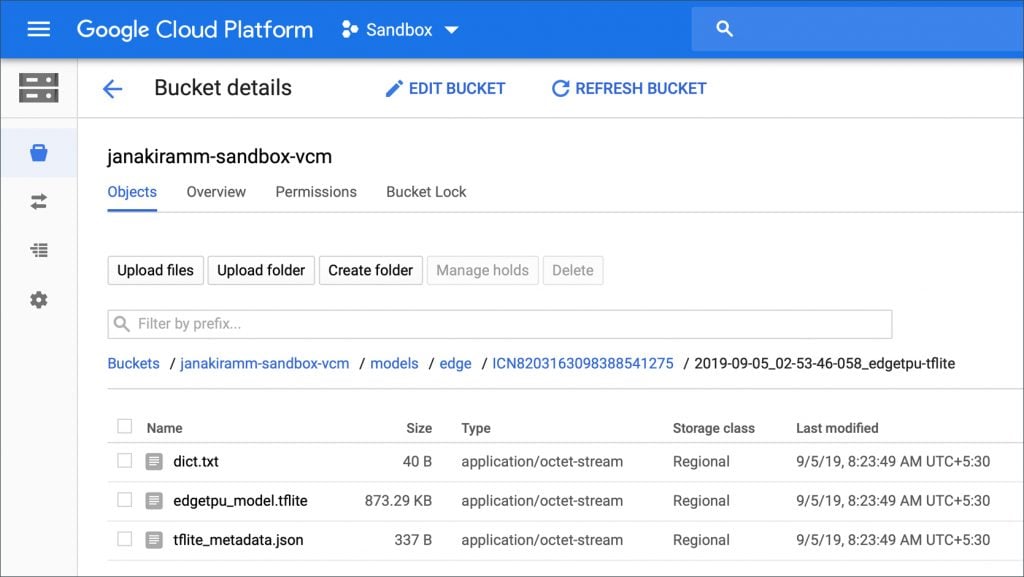 Google Cloud Platform Sandbox
Bucket details EDIT BUCKET REFRESH BUCKET
janakiramm-sandbox-vcm
Objects Overview Permissions Bucket Lock
Upload files Upload folder Create folder Manage holds Delete
Filter by prefix...
Buckets / janakiramm-sandbox-vcm / models / edge / ICN8203163098388541275 / 2019-09-05_02-53-46-058_edgetpu-tflite
Name Size Type Storage class Last modified
dict.txt 40 B application/octet-stream Regional 9/5/19, 8:23:49 AM UTC+5:30
edgetpu_model.tflite 873.29 KB application/octet-stream Regional 9/5/19, 8:23:49 AM UTC+5:30
tflite_metadata.json 337 B application/octet-stream Regional 9/5/19, 8:23:49 AM UTC+5:30